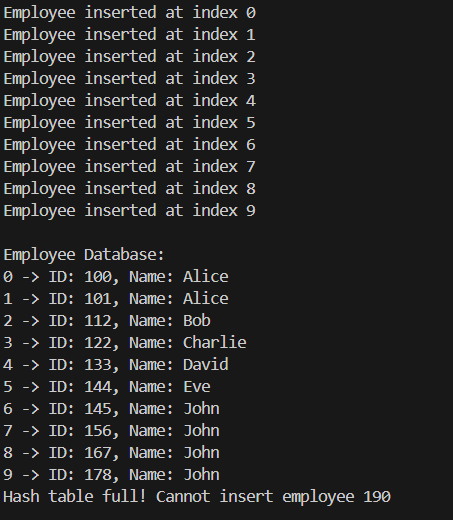 Employee inserted at index 0
Employee inserted at index 1
Employee inserted at index 2
Employee inserted at index 3
Employee inserted at index 4
Employee inserted at index 5
Employee inserted at index 6
Employee inserted at index 7
Employee inserted at index 8
Employee inserted at index 9

Employee Database:
0 -> ID: 100, Name: Alice
1 -> ID: 101, Name: Alice
2 -> ID: 112, Name: Bob
3 -> ID: 122, Name: Charlie
4 -> ID: 133, Name: David
5 -> ID: 144, Name: Eve
6 -> ID: 145, Name: John
7 -> ID: 156, Name: John
8 -> ID: 167, Name: John
9 -> ID: 178, Name: John
Hash table full! Cannot insert employee 190